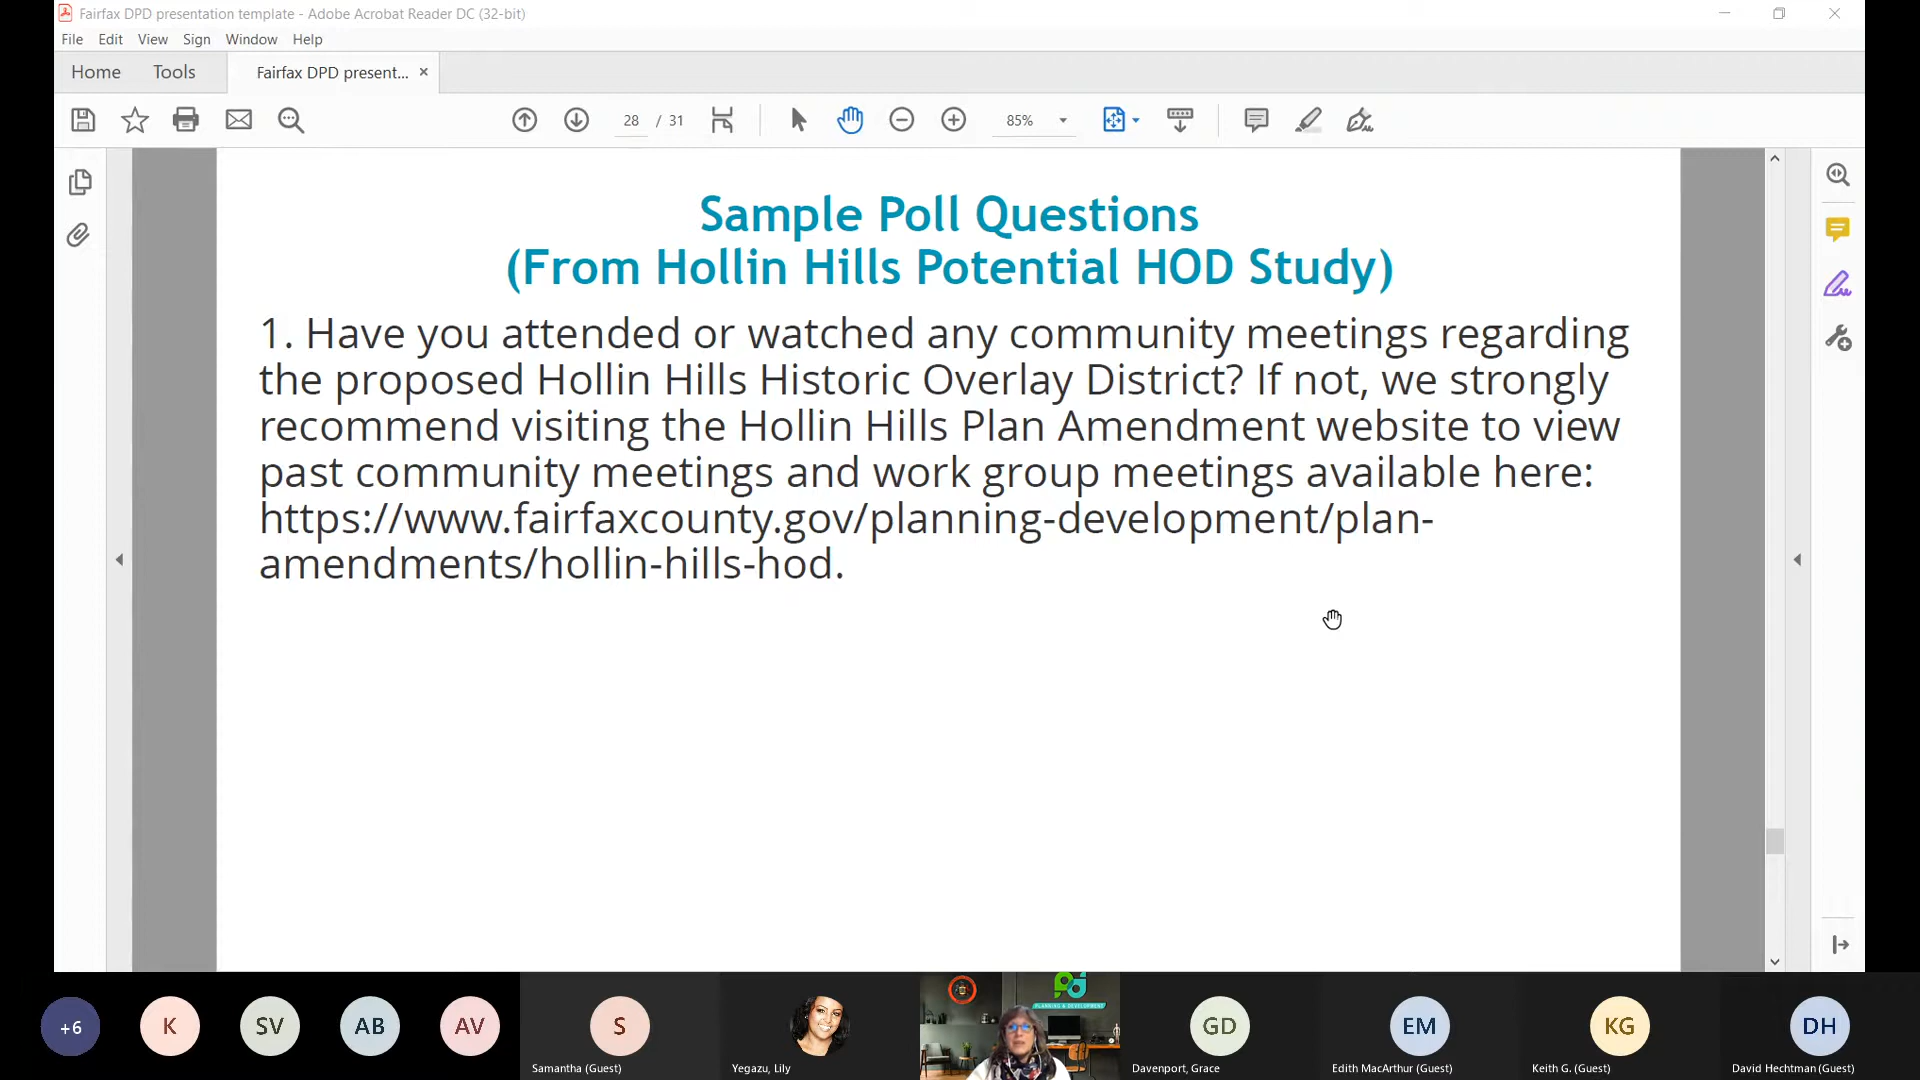 Fairfax DPD presentation template - Adobe Acrobat Reader DC (32-bit)
File Edit View Sign Window Help
Home Tools Fairfax DPD present... ×
28 / 31 85%
Sample Poll Questions
(From Hollin Hills Potential HOD Study)
1. Have you attended or watched any community meetings regarding
the proposed Hollin Hills Historic Overlay District? If not, we strongly
recommend visiting the Hollin Hills Plan Amendment website to view
past community meetings and work group meetings available here:
https://www.fairfaxcounty.gov/planning-development/plan-
amendments/hollin-hills-hod.
+6 K SV AB AV S GD EM KG DH
PLANNING & DEVELOPMENT
Samantha (Guest) Yegazu, Lily Davenport, Grace Edith MacArthur (Guest) Keith G. (Guest) David Hechtman (Guest)